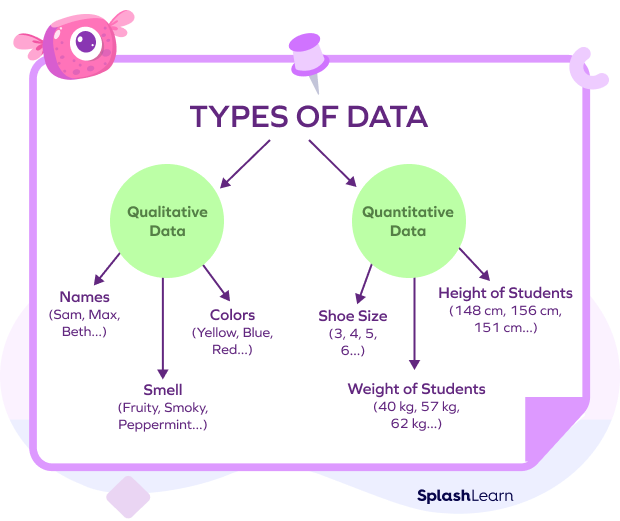 TYPES OF DATA
Qualitative
Data
Quantitative
Data
Names
(Sam, Max,
Beth...)
Smell
(Fruity, Smoky,
Peppermint...)
Colors
(Yellow, Blue,
Red...)
Shoe Size
(3, 4, 5,
6...)
Weight of Students
(40 kg, 57 kg,
62 kg...)
Height of Students
(148 cm, 156 cm,
151 cm...)
SplashLearn